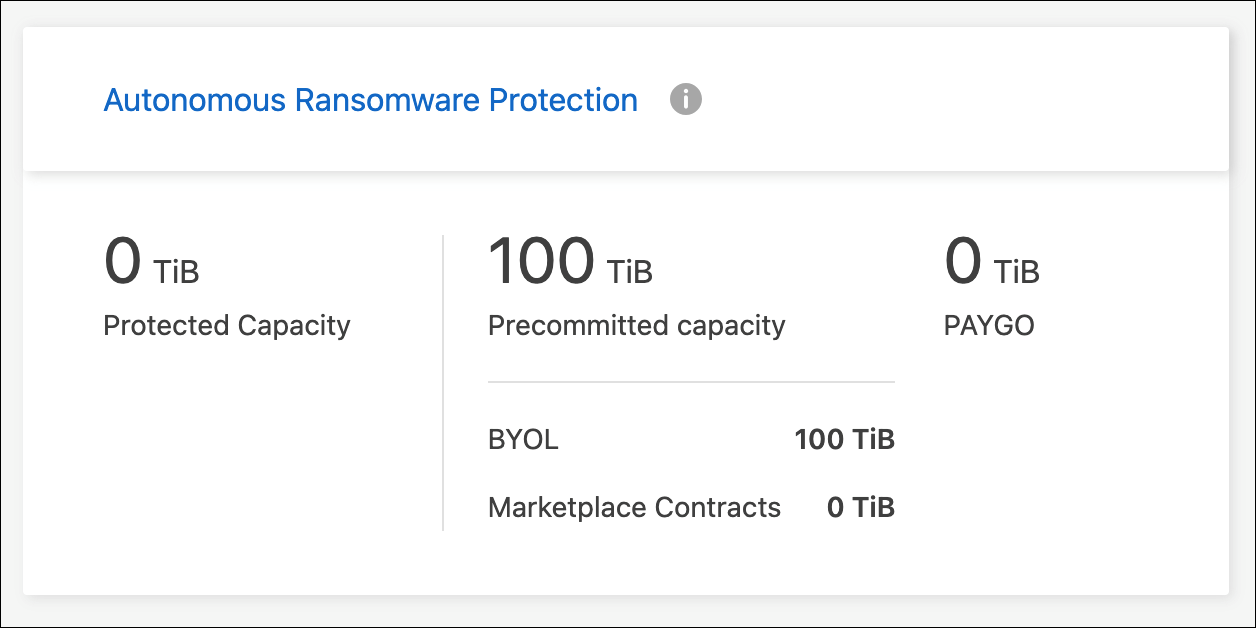 Autonomous Ransomware Protection
0 TiB
Protected Capacity
100 TiB
Precommitted capacity
BYOL 100 TiB
Marketplace Contracts 0 TiB
0 TiB
PAYGO